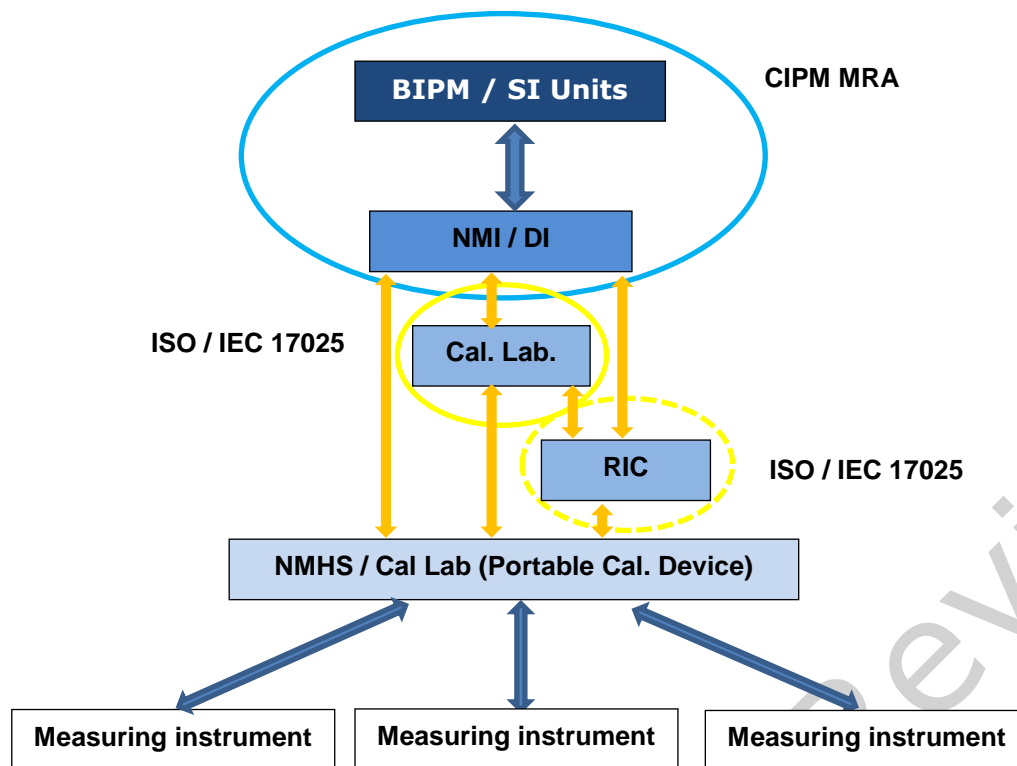 BIPM / SI Units
CIPM MRA
NMI / DI
ISO / IEC 17025
Cal. Lab.
RIC
ISO / IEC 17025
NMHS / Cal Lab (Portable Cal. Device)
Measuring instrument
Measuring instrument
Measuring instrument